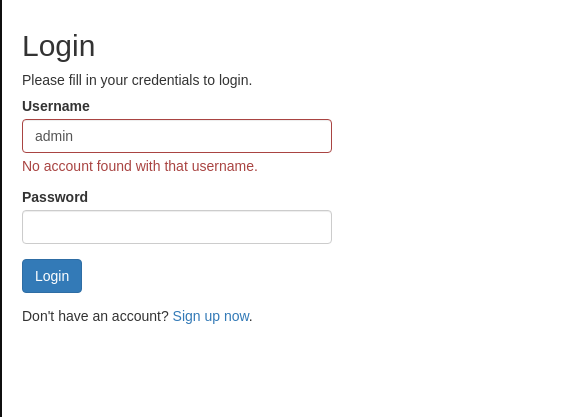 Login
Please fill in your credentials to login.
Username
admin
No account found with that username.
Password
Login
Don't have an account? Sign up now.